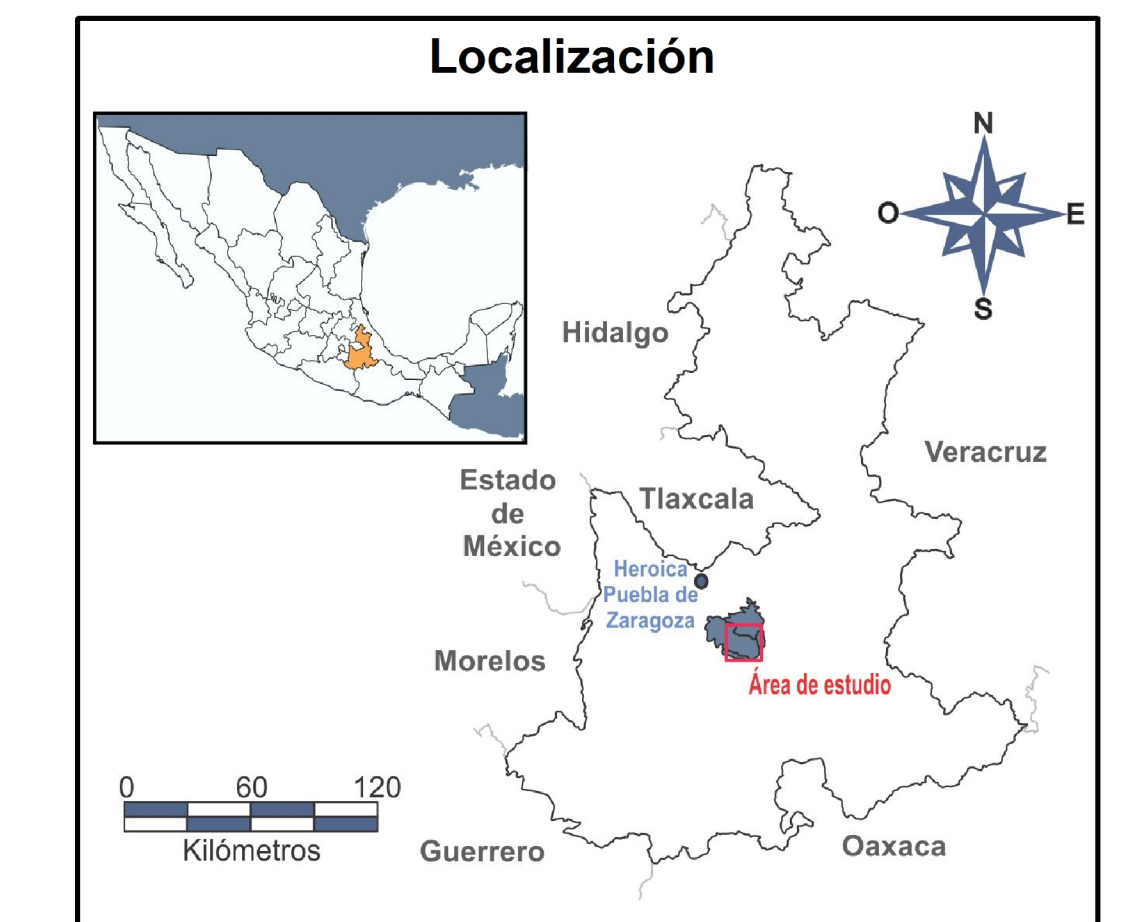 Localización
N
O
E
S
Hidalgo
Veracruz
Estado
de
México
Tlaxcala
Heroica
Puebla de
Zaragoza
Morelos
Área de estudio
0 60 120
Kilómetros
Guerrero
Oaxaca